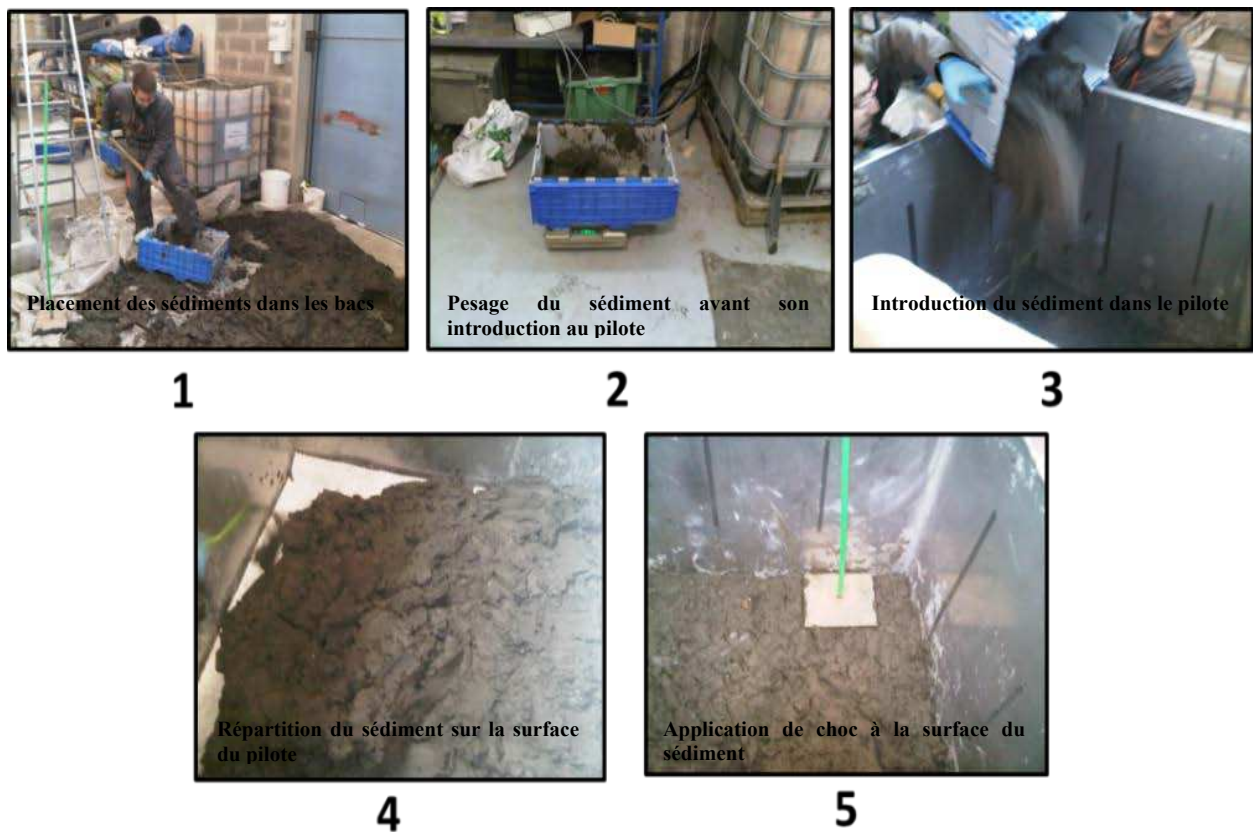 Placement des sédiments dans les bacs
Pesage du sédiment avant son
introduction au pilote
Introduction du sédiment dans le pilote
1
2
3
Répartition du sédiment sur la surface
du pilote
Application de choc à la surface du
sédiment
4
5